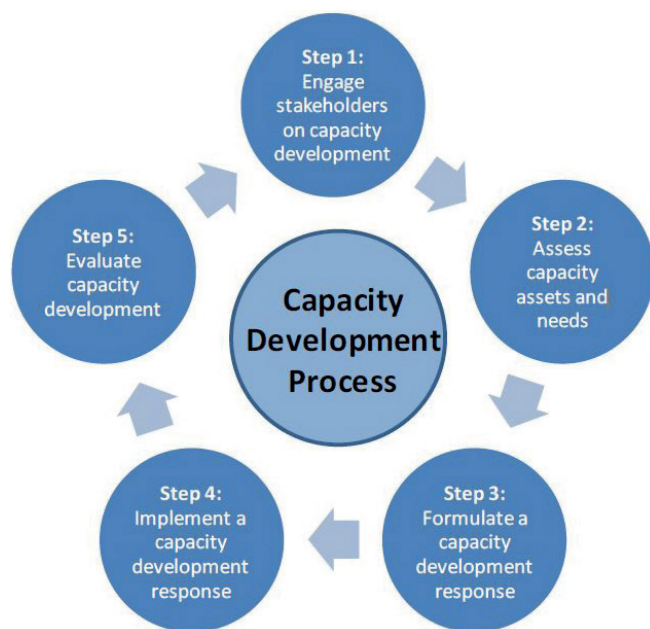 Step 1:
Engage
stakeholders
on capacity
development
Step 2:
Assess
capacity
assets and
needs
Step 3:
Formulate a
capacity
development
response
Step 4:
Implement a
capacity
development
response
Step 5:
Evaluate
capacity
development
Capacity
Development
Process